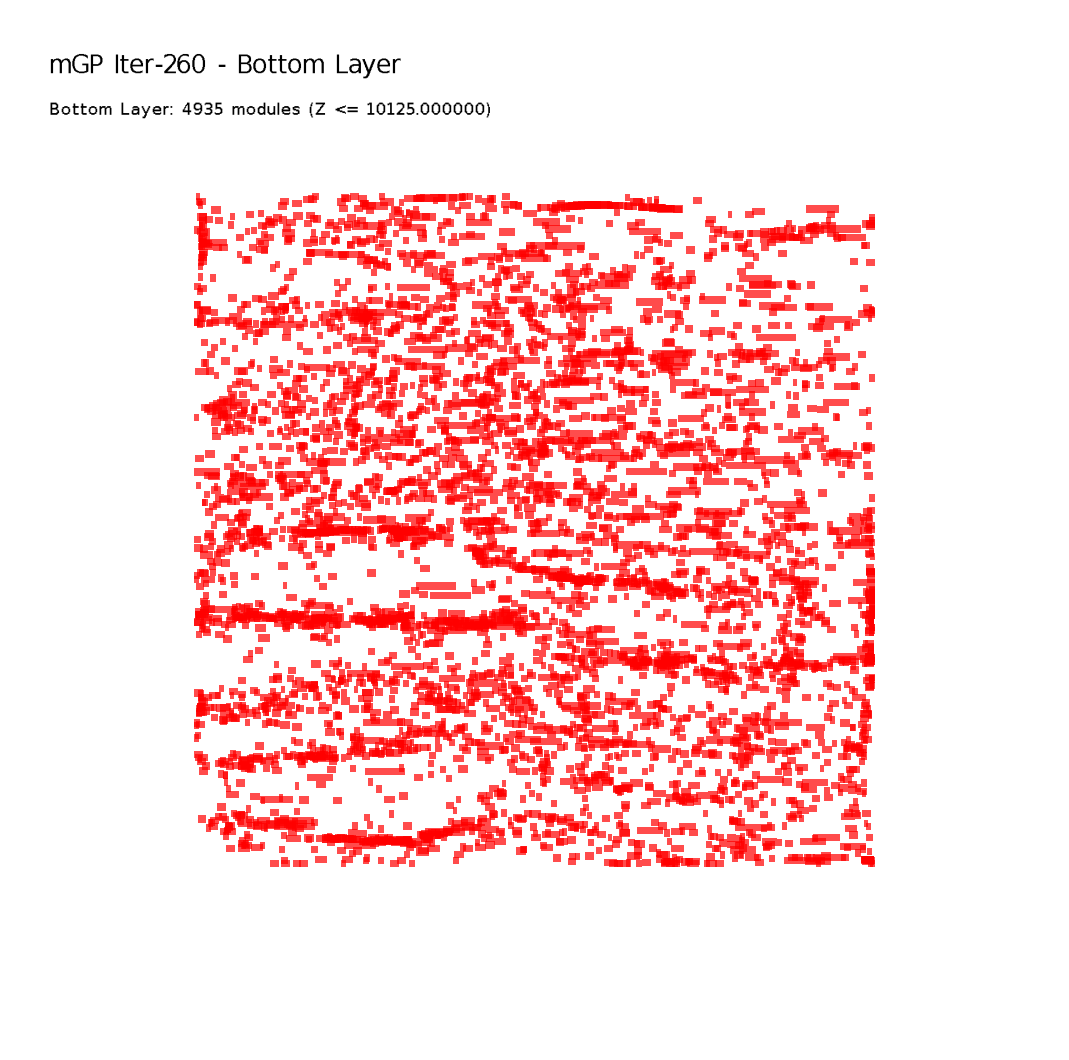 mGP Iter-260 - Bottom Layer
Bottom Layer: 4935 modules (Z <= 10125.000000)